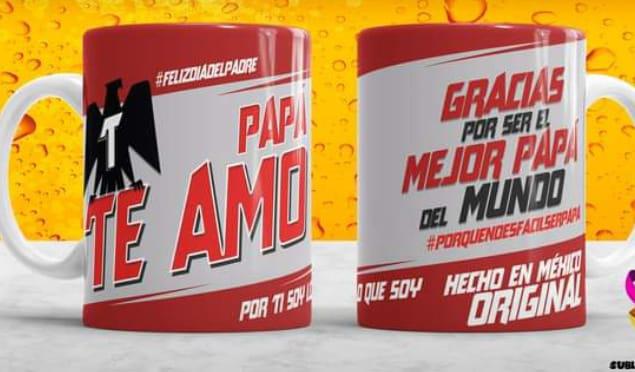 #FELIZDIADELPADRE
T
PAPÁ
TE AMO
POR TI SOY LO
GRACIAS
POR SER EL
MEJOR PAPÁ
DEL MUNDO
#PORQUENOESFACILSERPAPA
O QUE SOY
HECHO EN MÉXICO
ORIGINAL
SUBL